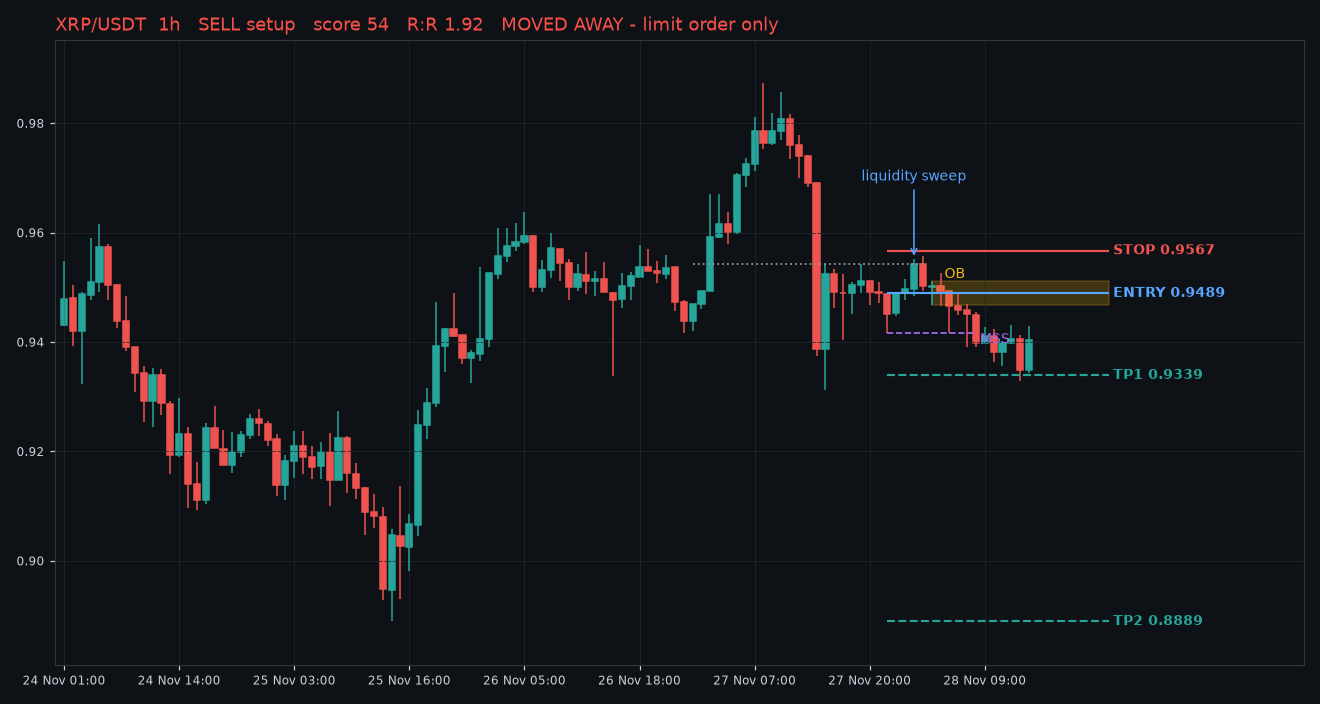 XRP/USDT 1h SELL setup score 54 R:R 1.92 MOVED AWAY - limit order only
0.98
liquidity sweep
0.96
STOP 0.9567
OB
ENTRY 0.9489
0.94
MSS
TP1 0.9339
0.92
0.90
TP2 0.8889
24 Nov 01:00 24 Nov 14:00 25 Nov 03:00 25 Nov 16:00 26 Nov 05:00 26 Nov 18:00 27 Nov 07:00 27 Nov 20:00 28 Nov 09:00